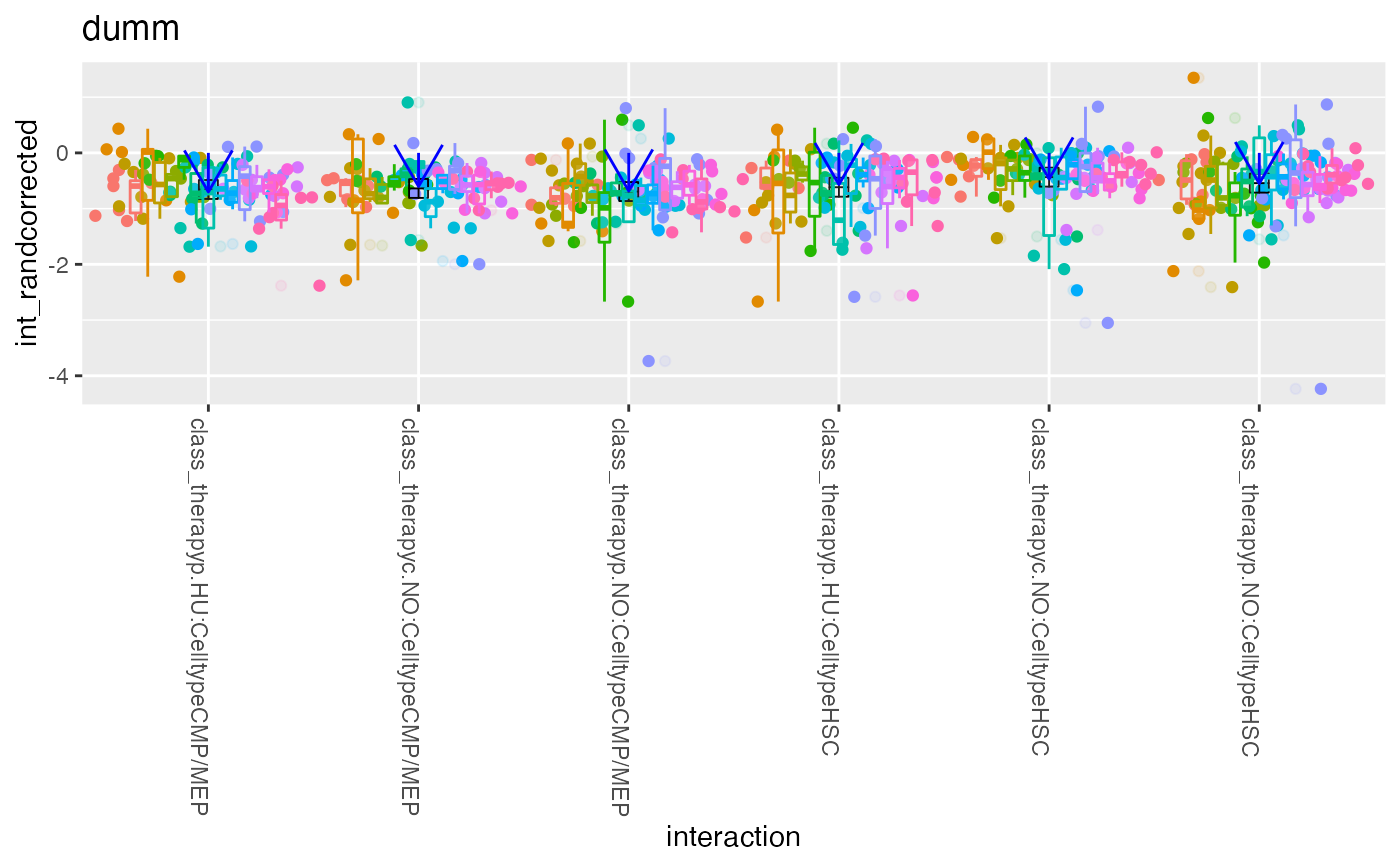 dumm
int_randcorrected
0
-2
-4
class_therapyp.HU:CelltypeCMP/MEP
class_therapyc.NO:CelltypeCMP/MEP
class_therapyp.NO:CelltypeCMP/MEP
class_therapyp.HU:CelltypeHSC
class_therapyc.NO:CelltypeHSC
class_therapyp.NO:CelltypeHSC
interaction